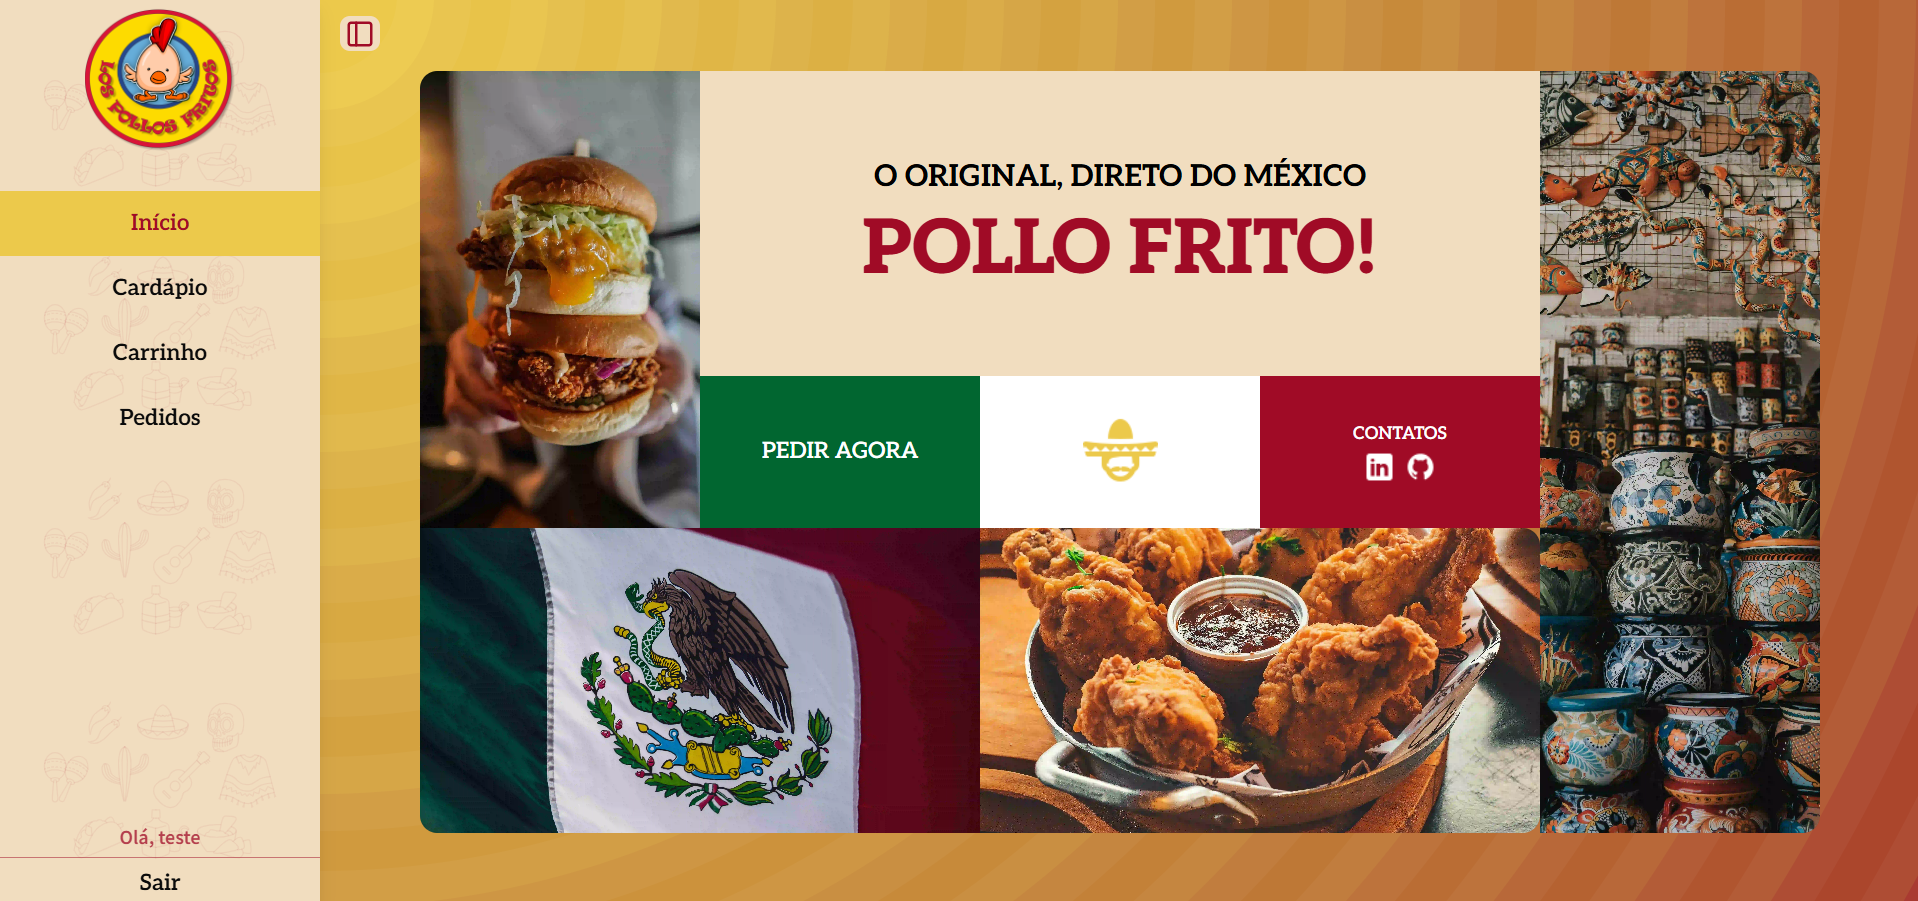 LOS POLLOS FRITOS
Início
Cardápio
Carrinho
Pedidos
Olá, teste
Sair
O ORIGINAL, DIRETO DO MÉXICO
POLLO FRITO!
PEDIR AGORA
CONTATOS
in